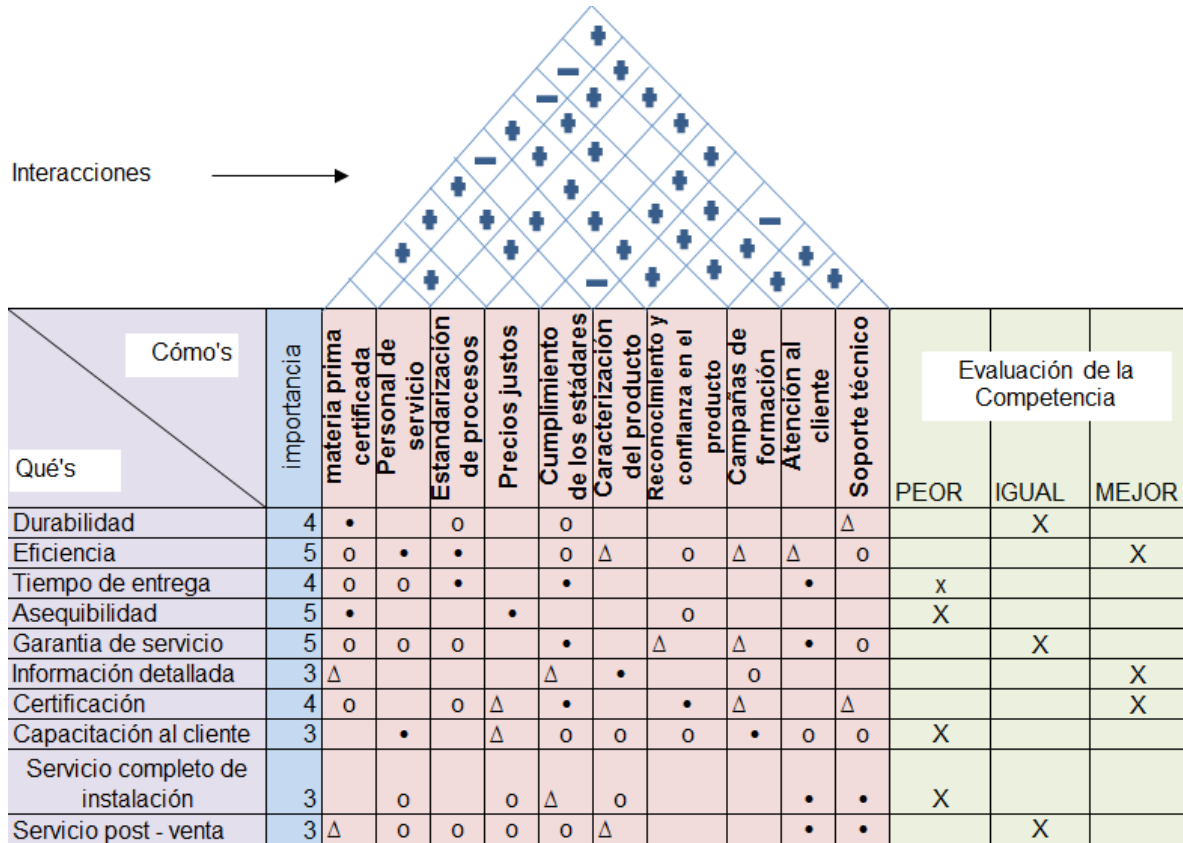 Interacciones
Cómo's
Qué's
importancia
materia prima
certificada
Personal de
servicio
Estandarización
de procesos
Precios justos
Cumplimiento
de los estádares
Caracterización
del producto
Reconocimiento y
confianza en el
producto
Campañas de
formación
Atención al
cliente
Soporte técnico
Evaluación de la
Competencia
PEOR IGUAL MEJOR
Durabilidad 4 • o o Δ X
Eficiencia 5 o • • o Δ o Δ Δ o X
Tiempo de entrega 4 o o • • • x
Asequibilidad 5 • • o X
Garantia de servicio 5 o o o • Δ Δ • o X
Información detallada 3 Δ Δ • o X
Certificación 4 o o Δ • • Δ Δ X
Capacitación al cliente 3 • Δ o o o • o o X
Servicio completo de
instalación 3 o o Δ o • • X
Servicio post - venta 3 Δ o o o o Δ • • X